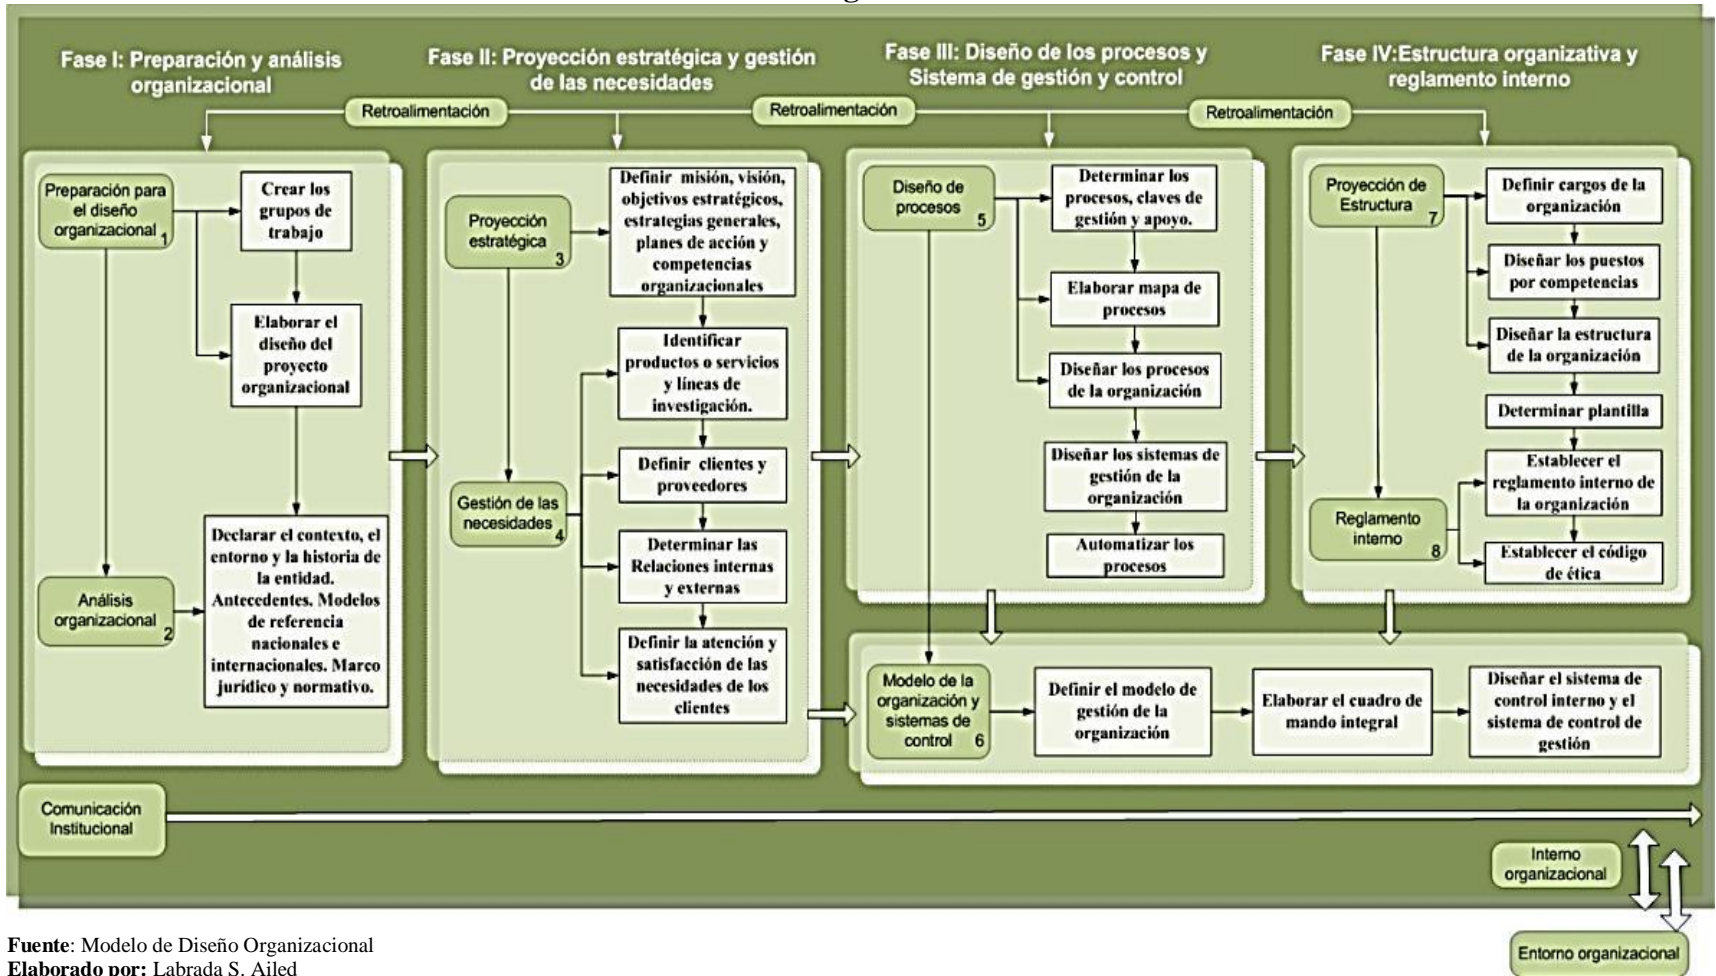 Fase I: Preparación y análisis
organizacional
Fase II: Proyección estratégica y gestión
de las necesidades
Fase III: Diseño de los procesos y
Sistema de gestión y control
Fase IV:Estructura organizativa y
reglamento interno
Retroalimentación
Retroalimentación
Retroalimentación
Preparación para
el diseño
organizacional 1
Crear los
grupos de
trabajo
Elaborar el
diseño del
proyecto
organizacional
Análisis
organizacional 2
Declarar el contexto, el
entorno y la historia de
la entidad.
Antecedentes. Modelos
de referencia
nacionales e
internacionales. Marco
jurídico y normativo.
Proyección
estratégica 3
Definir misión, visión,
objetivos estratégicos,
estrategias generales,
planes de acción y
competencias
organizacionales
Identificar
productos o servicios
y líneas de
investigación.
Definir clientes y
proveedores
Gestión de las
necesidades 4
Determinar las
Relaciones internas
y externas
Definir la atención y
satisfacción de las
necesidades de los
clientes
Diseño de
procesos 5
Determinar los
procesos, claves de
gestión y apoyo.
Elaborar mapa de
procesos
Diseñar los procesos
de la organización
Diseñar los sistemas de
gestión de la
organización
Automatizar los
procesos
Proyección de
Estructura 7
Definir cargos de la
organización
Diseñar los puestos
por competencias
Diseñar la estructura
de la organización
Determinar plantilla
Establecer el
reglamento interno de
la organización
Reglamento
interno 8
Establecer el código
de ética
Modelo de la
organización y
sistemas de
control 6
Definir el modelo de
gestión de la
organización
Elaborar el cuadro de
mando integral
Diseñar el sistema de
control interno y el
sistema de control de
gestión
Comunicación
Institucional
Interno
organizacional
Entorno organizacional
Fuente: Modelo de Diseño Organizacional
Elaborado por: Labrada S. Ailed